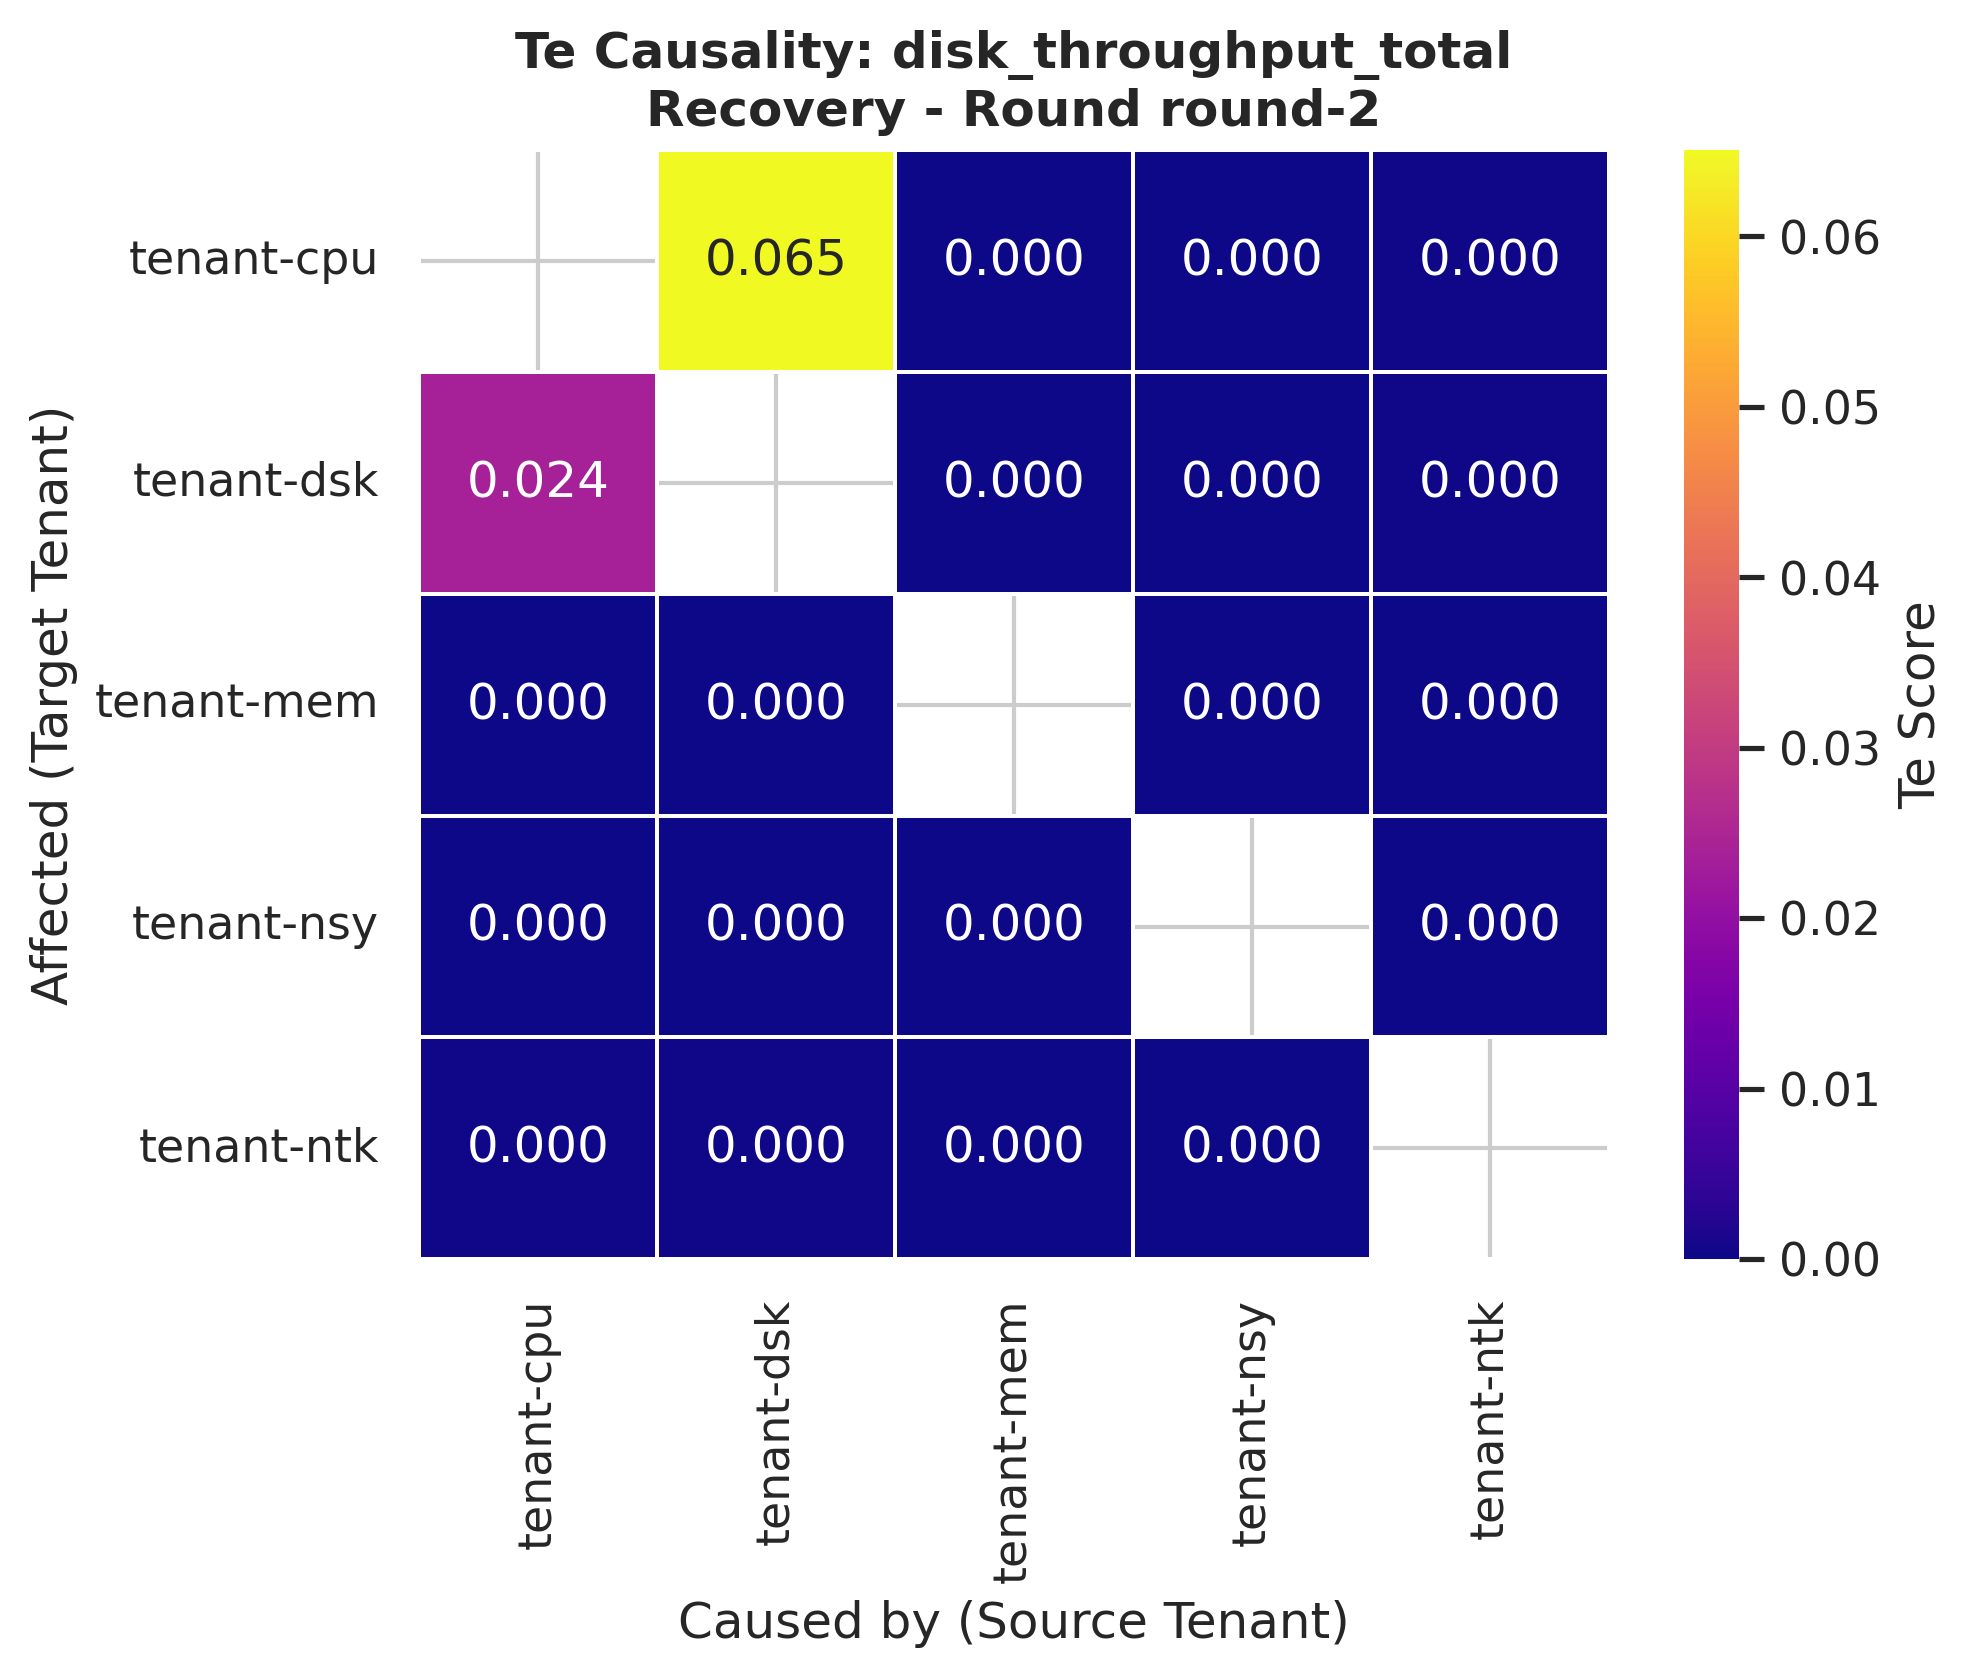 Te Causality: disk_throughput_total
Recovery - Round round-2
tenant-cpu
0.065 0.000 0.000 0.000
tenant-dsk
0.024 0.000 0.000 0.000
tenant-mem
0.000 0.000 0.000 0.000
tenant-nsy
0.000 0.000 0.000 0.000
tenant-ntk
0.000 0.000 0.000 0.000
Affected (Target Tenant)
tenant-cpu
tenant-dsk
tenant-mem
tenant-nsy
tenant-ntk
Caused by (Source Tenant)
0.06
0.05
0.04
0.03
0.02
0.01
0.00
Te Score